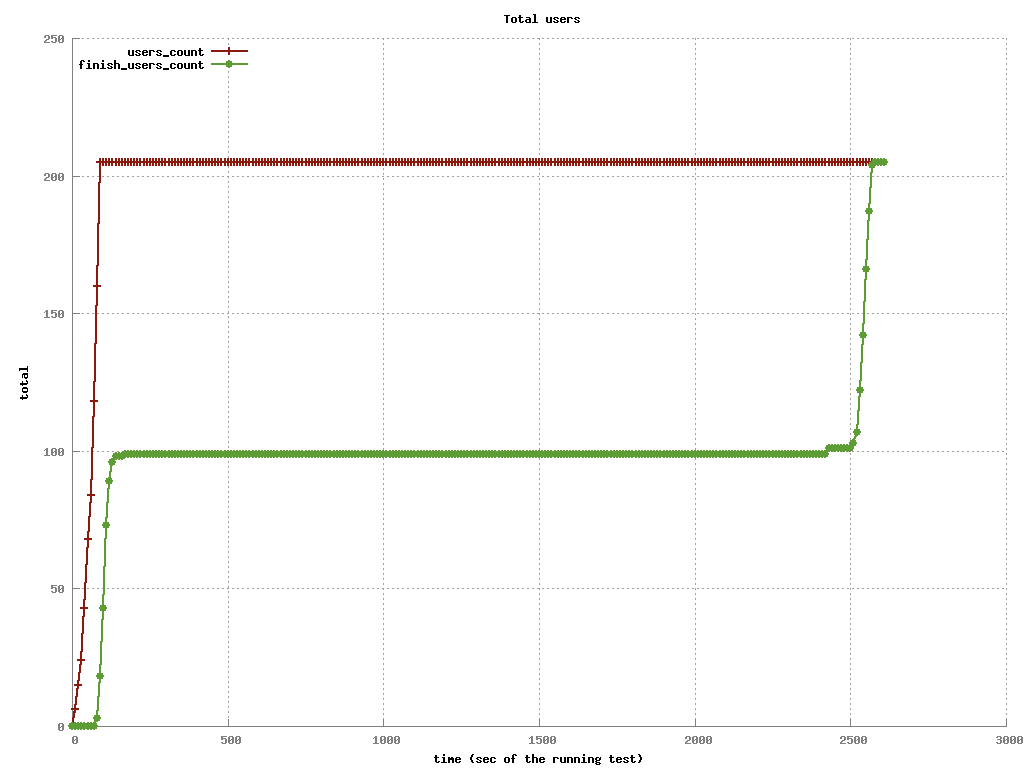 Total users
250
users_count
finish_users_count
200
150
total
100
50
0
0 500 1000 1500 2000 2500 3000
time (sec of the running test)